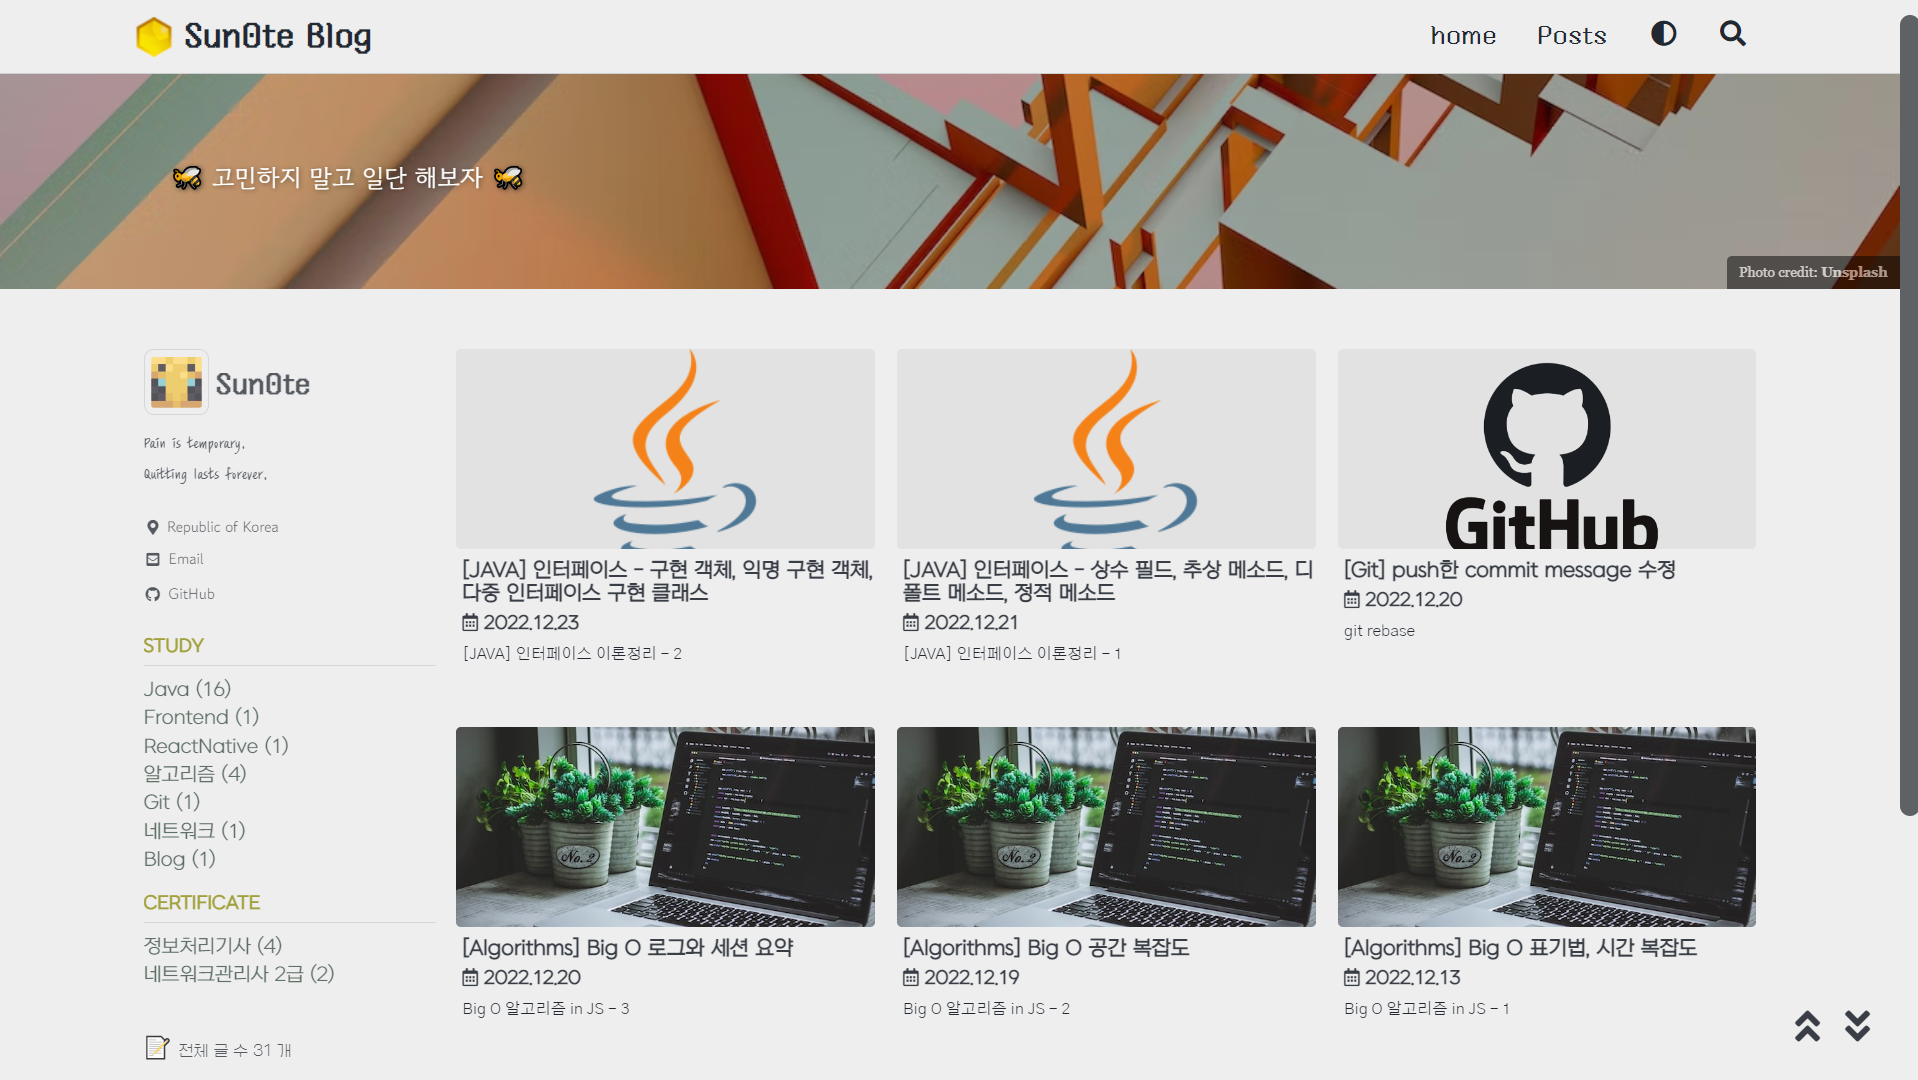 Sun0te Blog
home
Posts
고민하지 말고 일단 해보자
Photo credit: Unsplash
Sun0te
Pain is temporary.
Quitting lasts forever.
Republic of Korea
Email
GitHub
STUDY
Java (16)
Frontend (1)
ReactNative (1)
알고리즘 (4)
Git (1)
네트워크 (1)
Blog (1)
CERTIFICATE
정보처리기사 (4)
네트워크관리사 2급 (2)
전체 글 수 31 개
[JAVA] 인터페이스 - 구현 객체, 익명 구현 객체,
다중 인터페이스 구현 클래스
2022.12.23
[JAVA] 인터페이스 이론정리 - 2
[JAVA] 인터페이스 - 상수 필드, 추상 메소드, 디
폴트 메소드, 정적 메소드
2022.12.21
[JAVA] 인터페이스 이론정리 - 1
GitHub
[Git] push한 commit message 수정
2022.12.20
git rebase
No.2
[Algorithms] Big O 로그와 세션 요약
2022.12.20
Big O 알고리즘 in JS - 3
No.2
[Algorithms] Big O 공간 복잡도
2022.12.19
Big O 알고리즘 in JS - 2
No.2
[Algorithms] Big O 표기법, 시간 복잡도
2022.12.13
Big O 알고리즘 in JS - 1